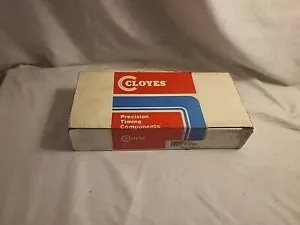 CLOYES®
Precision
Timing
Components
CLOYES